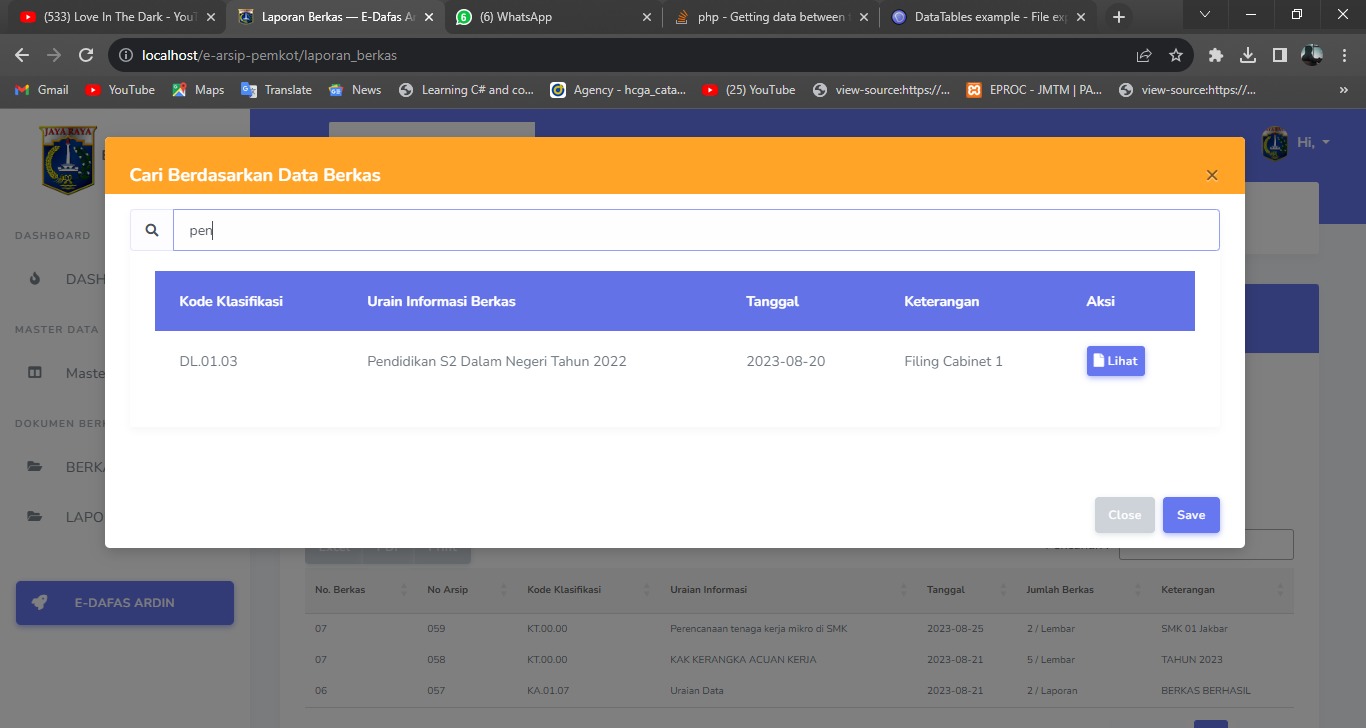 (533) Love In The Dark - You
Laporan Berkas — E-Dafas A
(6) WhatsApp
php - Getting data between
DataTables example - File ex
localhost/e-arsip-pemkot/laporan_berkas
Gmail YouTube Maps Translate News Learning C# and co... Agency - hcga_cata... (25) YouTube view-source:https://... EPROC - JMTM | PA... view-source:https://... »
JAYA RAYA
Hi,
Cari Berdasarkan Data Berkas ×
pen
DASHBOARD
DASH
MASTER DATA
Maste
DOKUMEN BER
BERKA
LAPO
E-DAFAS ARDIN
Kode Klasifikasi Urain Informasi Berkas Tanggal Keterangan Aksi
DL.01.03 Pendidikan S2 Dalam Negeri Tahun 2022 2023-08-20 Filing Cabinet 1 Lihat
Close Save
No. Berkas No Arsip Kode Klasifikasi Uraian Informasi Tanggal Jumlah Berkas Keterangan
07 059 KT.00.00 Perencanaan tenaga kerja mikro di SMK 2023-08-25 2 / Lembar SMK 01 Jakbar
07 058 KT.00.00 KAK KERANGKA ACUAN KERJA 2023-08-21 5 / Lembar TAHUN 2023
06 057 KA.01.07 Uraian Data 2023-08-21 2 / Laporan BERKAS BERHASIL